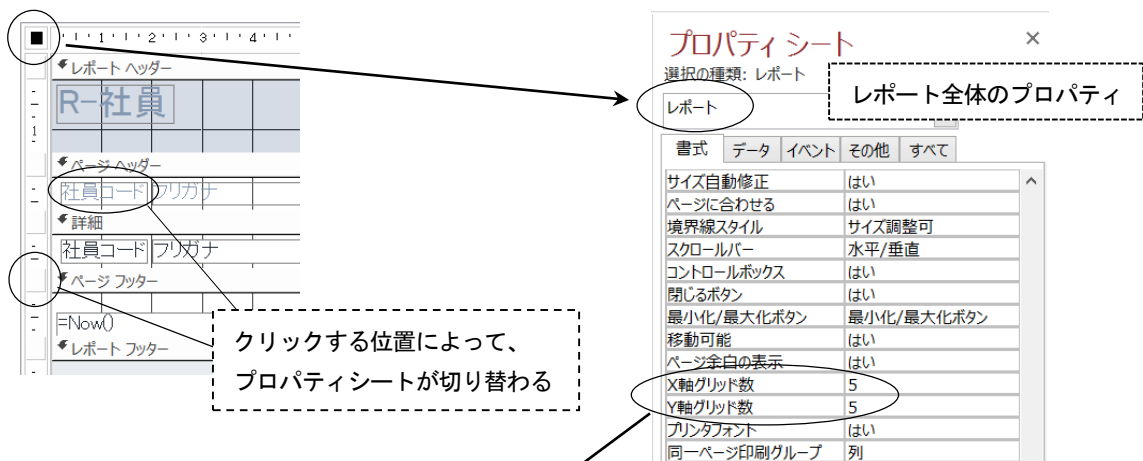 1 2 3 4
レポート ヘッダー
R-社員
1
ページ ヘッダー
社員コード フリガナ
詳細
社員コード フリガナ
ページ フッター
=Now()
レポート フッター
クリックする位置によって、
プロパティシートが切り替わる
プロパティ シート ×
選択の種類: レポート
レポート全体のプロパティ
レポート
書式 データ イベント その他 すべて
サイズ自動修正 はい
ページに合わせる はい
境界線スタイル サイズ調整可
スクロールバー 水平/垂直
コントロールボックス はい
閉じるボタン はい
最小化/最大化ボタン 最小化/最大化ボタン
移動可能 はい
ページ余白の表示 はい
X軸グリッド数 5
Y軸グリッド数 5
プリンタフォント はい
同一ページ印刷グループ 列